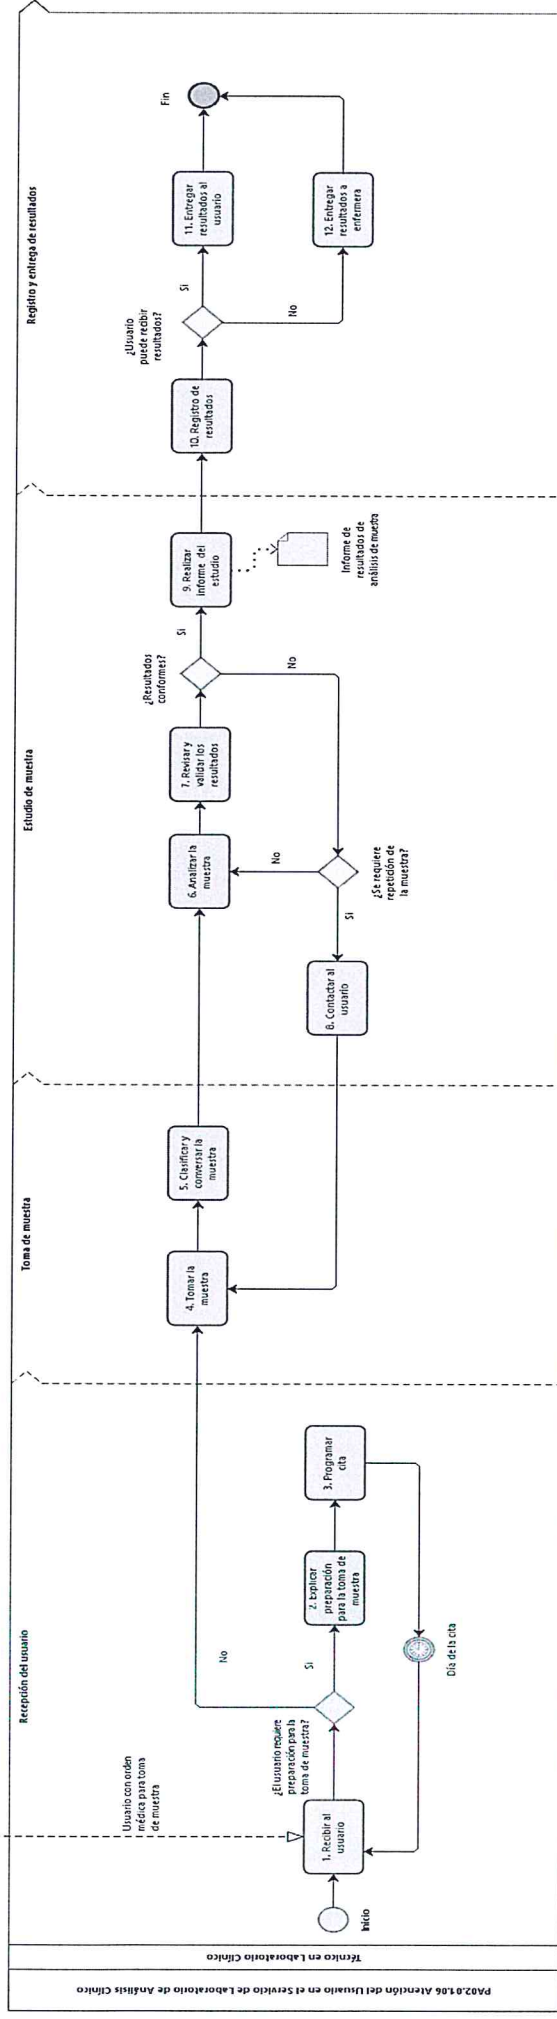 PA02.01.06 Atención del Usuario en el Servicio de Laboratorio de Análisis Clínico
Técnico en Laboratorio Clínico
Recepción del usuario
Usuario con orden
médica para toma
de muestra
Inicio
1. Recibir al
usuario
¿El usuario requiere
preparación para la
toma de muestra?
No
Si
2. Explicar
preparación
para la toma de
muestra
3. Programar
cita
Día de la cita
Toma de muestra
4. Tomar la
muestra
5. Clasificar y
conversar la
muestra
Estudio de muestra
6. Analizar la
muestra
7. Revisar y
validar los
resultados
¿Resultados
conformes?
Si
No
¿Se requiere
repetición de
la muestra?
No
Si
8. Contactar al
usuario
9. Realizar
informe del
estudio
Informe de
resultados de
análisis de muestra
Registro y entrega de resultados
10. Registro de
resultados
¿Usuario
puede recibir
resultados?
Si
No
11. Entregar
resultados al
usuario
12. Entregar
resultados a
enfermera
Fin